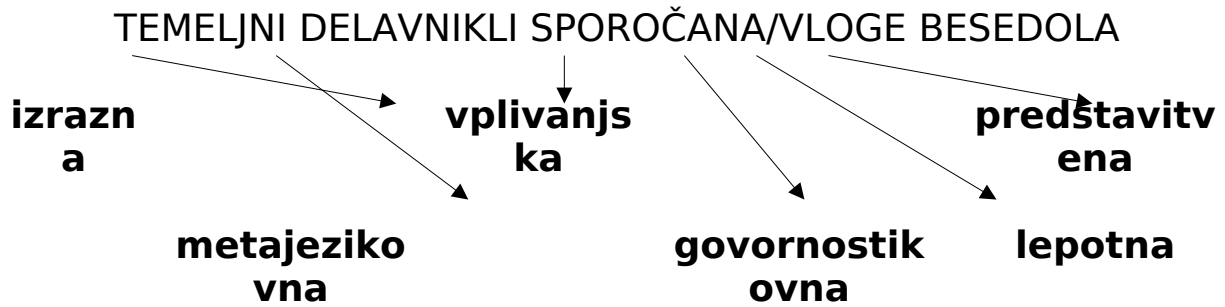 TEMELJNI DELAVNIKLI SPOROČANA/VLOGE BESEDOLA
izrazn
a
vplivanjs
ka
predstavitv
ena
metajeziko
vna
govornostik
ovna
lepotna